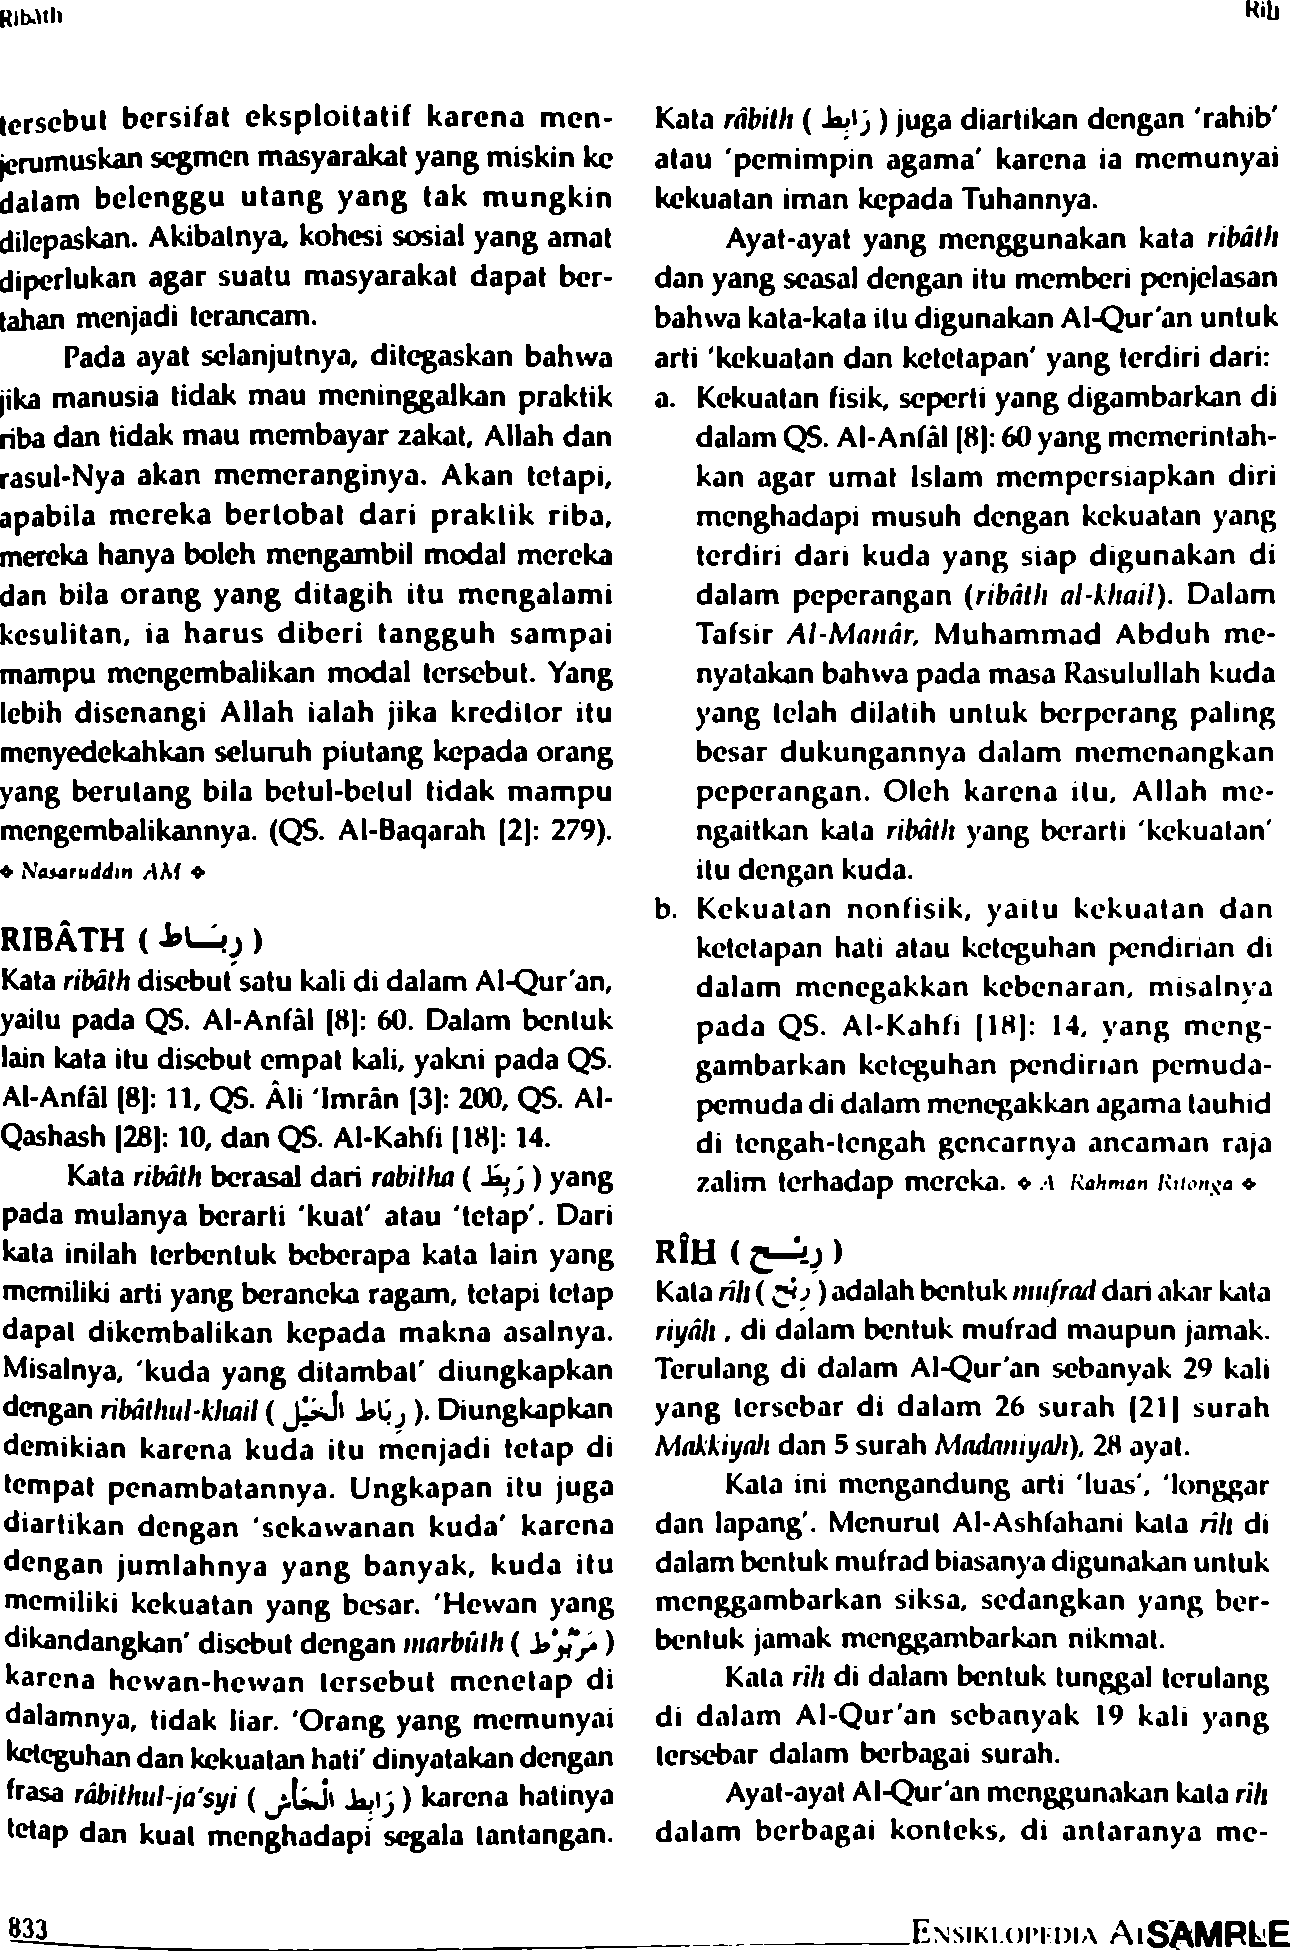 Ribâth
Rîḫ
tersebut bersifat eksploitatif karena men-
jerumuskan segmen masyarakat yang miskin ke
dalam belenggu utang yang tak mungkin
dilepaskan. Akibatnya, kohesi sosial yang amat
diperlukan agar suatu masyarakat dapat ber-
tahan menjadi terancam.
Pada ayat selanjutnya, ditegaskan bahwa
jika manusia tidak mau meninggalkan praktik
riba dan tidak mau membayar zakat, Allah dan
rasul-Nya akan memeranginya. Akan tetapi,
apabila mereka bertobat dari praktik riba,
mereka hanya boleh mengambil modal mereka
dan bila orang yang ditagih itu mengalami
kesulitan, ia harus diberi tangguh sampai
mampu mengembalikan modal tersebut. Yang
lebih disenangi Allah ialah jika kreditor itu
menyedekahkan seluruh piutang kepada orang
yang berutang bila betul-betul tidak mampu
mengembalikannya. (QS. Al-Baqarah [2]: 279).
❖ Nasaruddin AM ❖
RIBÂTH ( رِبَــاط )
Kata ribâth disebut satu kali di dalam Al-Qur'an,
yaitu pada QS. Al-Anfâl [8]: 60. Dalam bentuk
lain kata itu disebut empat kali, yakni pada QS.
Al-Anfâl [8]: 11, QS. Âli 'Imrân [3]: 200, QS. Al-
Qashash [28]: 10, dan QS. Al-Kahfi [18]: 14.
Kata ribâth berasal dari rabitha ( رَبِطَ ) yang
pada mulanya berarti 'kuat' atau 'tetap'. Dari
kata inilah terbentuk beberapa kata lain yang
memiliki arti yang beraneka ragam, tetapi tetap
dapat dikembalikan kepada makna asalnya.
Misalnya, 'kuda yang ditambat' diungkapkan
dengan ribâthul-khail ( رِبَاط الْخَيْل ). Diungkapkan
demikian karena kuda itu menjadi tetap di
tempat penambatannya. Ungkapan itu juga
diartikan dengan 'sekawanan kuda' karena
dengan jumlahnya yang banyak, kuda itu
memiliki kekuatan yang besar. 'Hewan yang
dikandangkan' disebut dengan marbûth ( مَرْبُوْط )
karena hewan-hewan tersebut menetap di
dalamnya, tidak liar. 'Orang yang memunyai
keteguhan dan kekuatan hati' dinyatakan dengan
frasa râbithul-ja'syi ( رَابِط الْجَأْشِ ) karena hatinya
tetap dan kuat menghadapi segala tantangan.
Kata râbith ( رَابِط ) juga diartikan dengan 'rahib'
atau 'pemimpin agama' karena ia memunyai
kekuatan iman kepada Tuhannya.
Ayat-ayat yang menggunakan kata ribâth
dan yang seasal dengan itu memberi penjelasan
bahwa kata-kata itu digunakan Al-Qur'an untuk
arti 'kekuatan dan ketetapan' yang terdiri dari:
a. Kekuatan fisik, seperti yang digambarkan di
dalam QS. Al-Anfâl [8]: 60 yang memerintah-
kan agar umat Islam mempersiapkan diri
menghadapi musuh dengan kekuatan yang
terdiri dari kuda yang siap digunakan di
dalam peperangan (ribâth al-khail). Dalam
Tafsir Al-Manâr, Muhammad Abduh me-
nyatakan bahwa pada masa Rasulullah kuda
yang telah dilatih untuk berperang paling
besar dukungannya dalam memenangkan
peperangan. Oleh karena itu, Allah me-
ngaitkan kata ribâth yang berarti 'kekuatan'
itu dengan kuda.
b. Kekuatan nonfisik, yaitu kekuatan dan
ketetapan hati atau keteguhan pendirian di
dalam menegakkan kebenaran, misalnya
pada QS. Al-Kahfi [18]: 14, yang meng-
gambarkan keteguhan pendirian pemuda-
pemuda di dalam menegakkan agama tauhid
di tengah-tengah gencarnya ancaman raja
zalim terhadap mereka. ❖ A Rahman Ritonga ❖
RÎḪ ( رِيْــح )
Kata rîh ( رِيْح ) adalah bentuk mufrad dari akar kata
riyâh , di dalam bentuk mufrad maupun jamak.
Terulang di dalam Al-Qur'an sebanyak 29 kali
yang tersebar di dalam 26 surah [21] surah
Makkiyah dan 5 surah Madaniyah), 28 ayat.
Kata ini mengandung arti 'luas', 'longgar
dan lapang'. Menurut Al-Ashfahani kata rîh di
dalam bentuk mufrad biasanya digunakan untuk
menggambarkan siksa, sedangkan yang ber-
bentuk jamak menggambarkan nikmat.
Kata rîh di dalam bentuk tunggal terulang
di dalam Al-Qur'an sebanyak 19 kali yang
tersebar dalam berbagai surah.
Ayat-ayat Al-Qur'an menggunakan kata rîh
dalam berbagai konteks, di antaranya me-
833
ENSIKLOPEDIA AL
SAMPLE